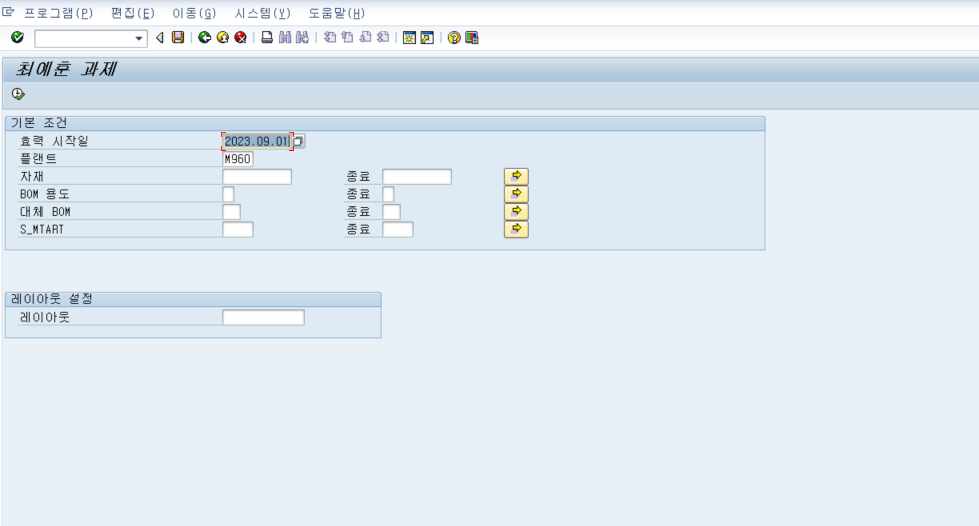 프로그램(P) 편집(E) 이동(G) 시스템(Y) 도움말(H)
최예훈 과제
기본 조건
효력 시작일 2023.09.01
플랜트 M960
자재 종료
BOM 용도 종료
대체 BOM 종료
S_MTART 종료
레이아웃 설정
레이아웃